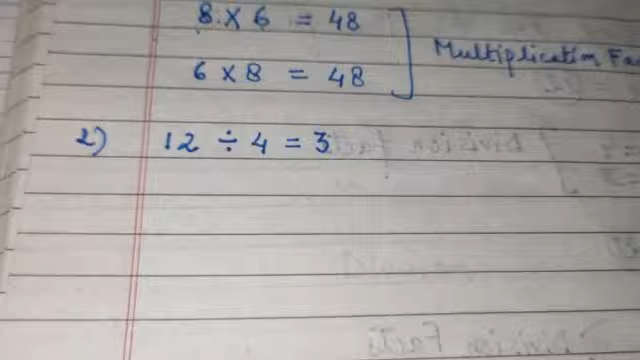 8 × 6 = 48
6 × 8 = 48
Multiplication Fa
2) 12 ÷ 4 = 3